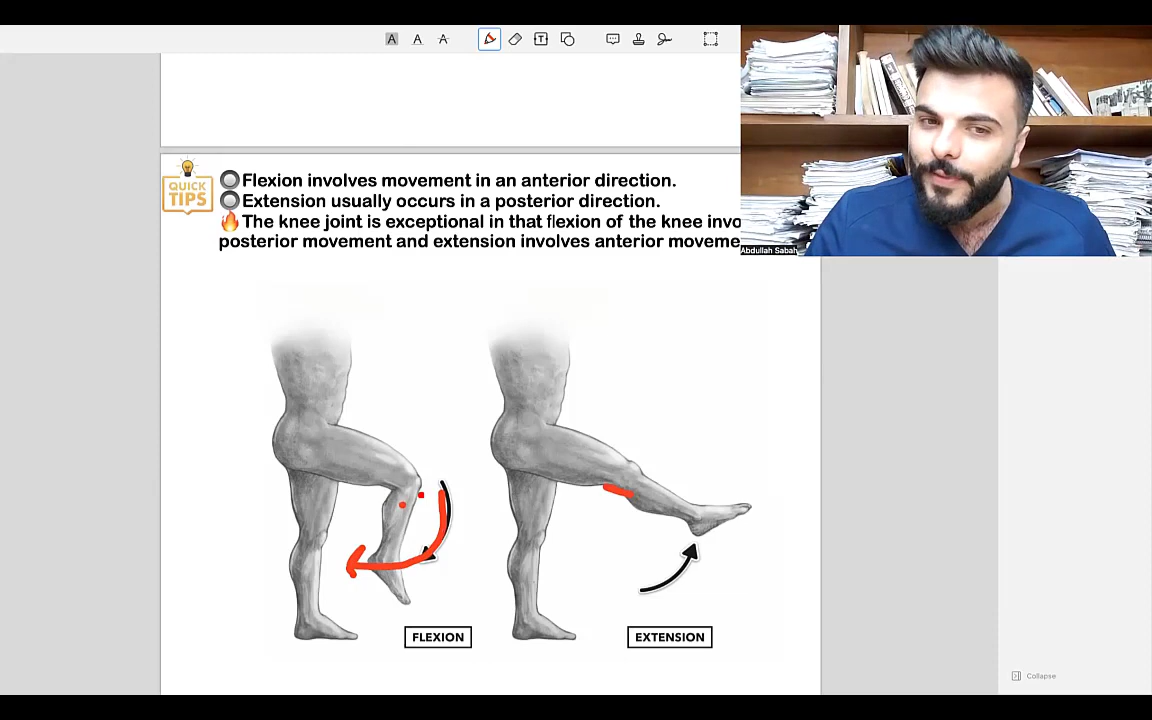 A A A
T
QUICK
TIPS
Flexion involves movement in an anterior direction.
Extension usually occurs in a posterior direction.
The knee joint is exceptional in that flexion of the knee invo
posterior movement and extension involves anterior moveme
Abdullah Sabah
FLEXION
EXTENSION
Collapse